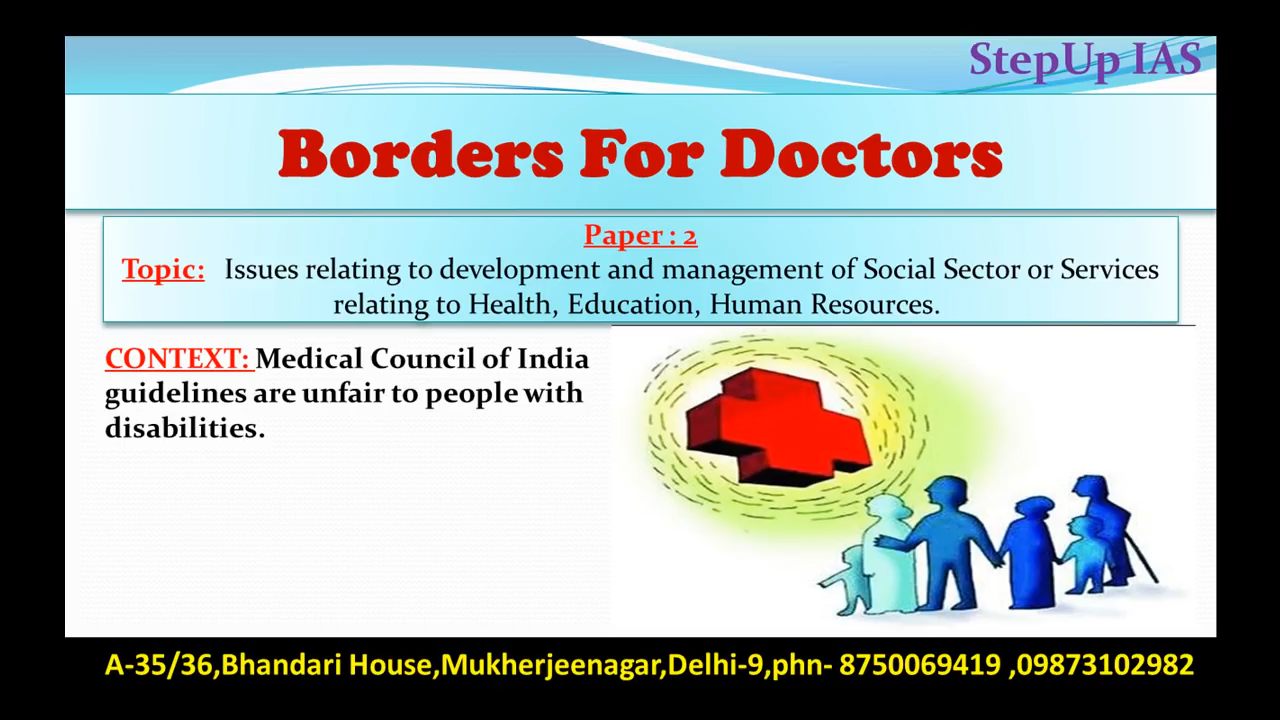 StepUp IAS
Borders For Doctors
Paper : 2
Topic: Issues relating to development and management of Social Sector or Services
relating to Health, Education, Human Resources.
CONTEXT: Medical Council of India
guidelines are unfair to people with
disabilities.
A-35/36,Bhandari House,Mukherjeenagar,Delhi-9,phn- 8750069419 ,09873102982